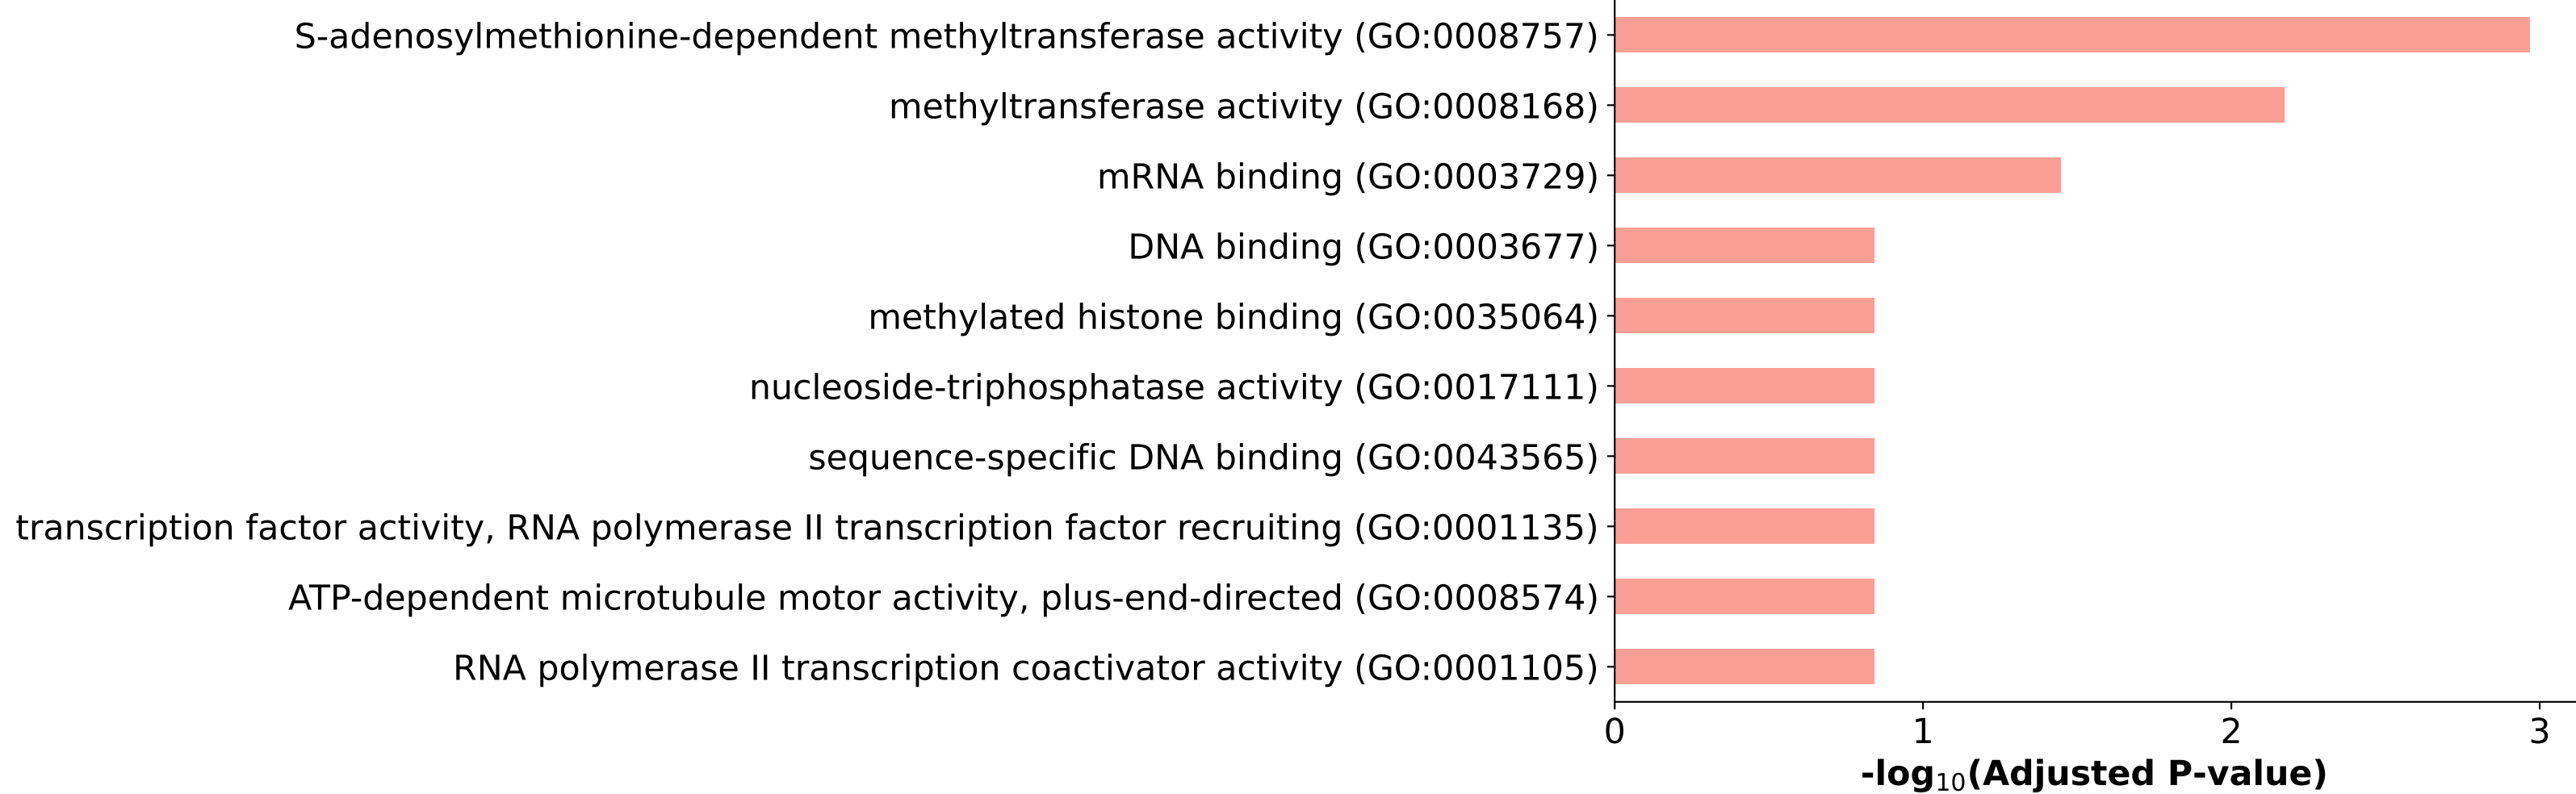 S-adenosylmethionine-dependent methyltransferase activity (GO:0008757)
methyltransferase activity (GO:0008168)
mRNA binding (GO:0003729)
DNA binding (GO:0003677)
methylated histone binding (GO:0035064)
nucleoside-triphosphatase activity (GO:0017111)
sequence-specific DNA binding (GO:0043565)
transcription factor activity, RNA polymerase II transcription factor recruiting (GO:0001135)
ATP-dependent microtubule motor activity, plus-end-directed (GO:0008574)
RNA polymerase II transcription coactivator activity (GO:0001105)
0 1 2 3
-log₁₀(Adjusted P-value)